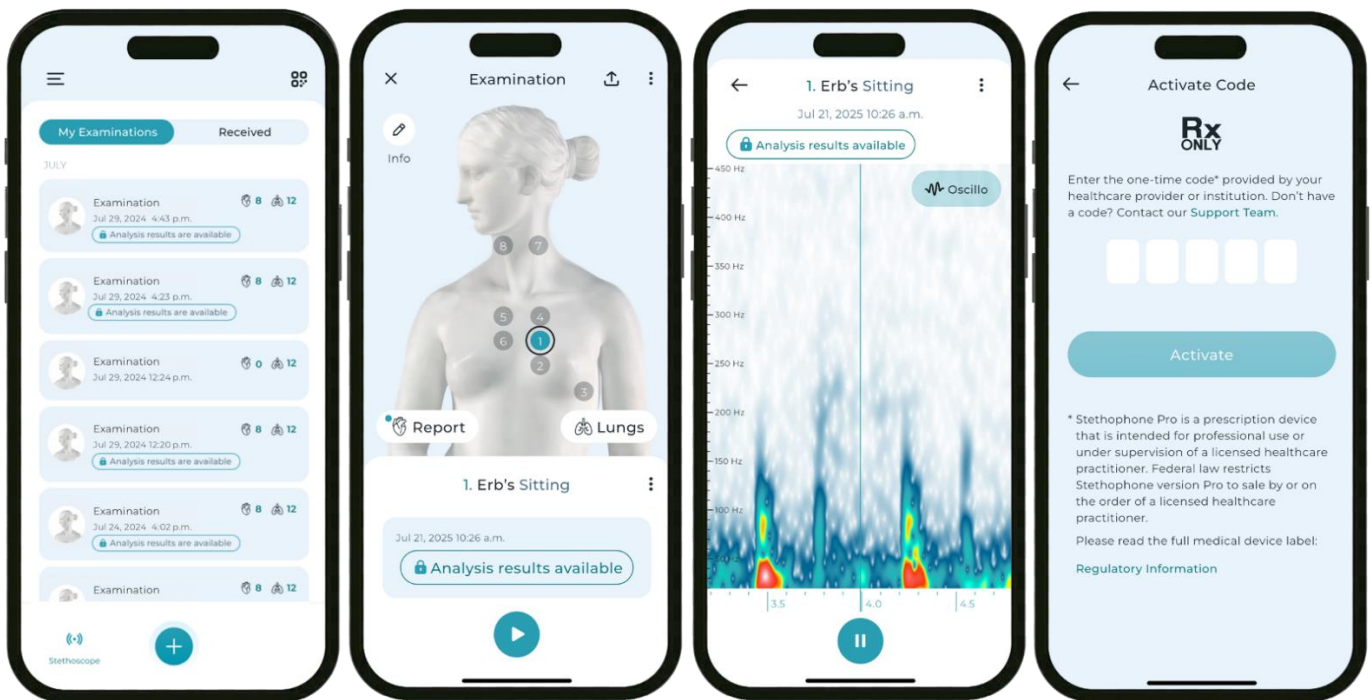 My Examinations
Received
JULY
Examination
8
12
Jul 29, 2024 4:43 p.m.
Analysis results are available
Examination
8
12
Jul 29, 2024 4:23 p.m.
Analysis results are available
Examination
0
12
Jul 29, 2024 12:24 p.m.
Examination
8
12
Jul 29, 2024 12:20 p.m.
Analysis results are available
Examination
8
12
Jul 24, 2024 4:02 p.m.
Analysis results are available
Examination
8
12
Stethoscope
Examination
Info
8
7
5
4
6
1
2
3
Report
Lungs
1. Erb's Sitting
Jul 21, 2025 10:26 a.m.
Analysis results available
1. Erb's Sitting
Jul 21, 2025 10:26 a.m.
Analysis results available
450 Hz
Oscillo
400 Hz
350 Hz
300 Hz
250 Hz
200 Hz
150 Hz
100 Hz
3.5
4.0
4.5
Activate Code
Rx
ONLY
Enter the one-time code* provided by your
healthcare provider or institution. Don't have
a code? Contact our Support Team.
Activate
* Stethophone Pro is a prescription device
that is intended for professional use or
under supervision of a licensed healthcare
practitioner. Federal law restricts
Stethophone version Pro to sale by or on
the order of a licensed healthcare
practitioner.
Please read the full medical device label:
Regulatory Information